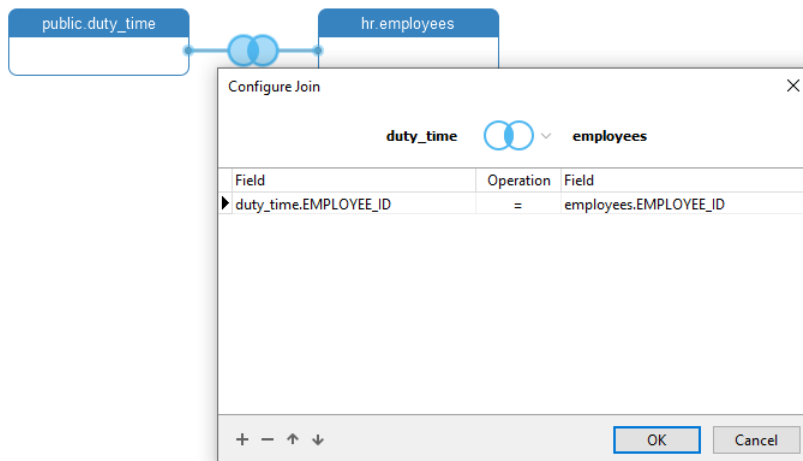 public.duty_time
hr.employees
Configure Join
duty_time employees
Field Operation Field
duty_time.EMPLOYEE_ID = employees.EMPLOYEE_ID
OK Cancel